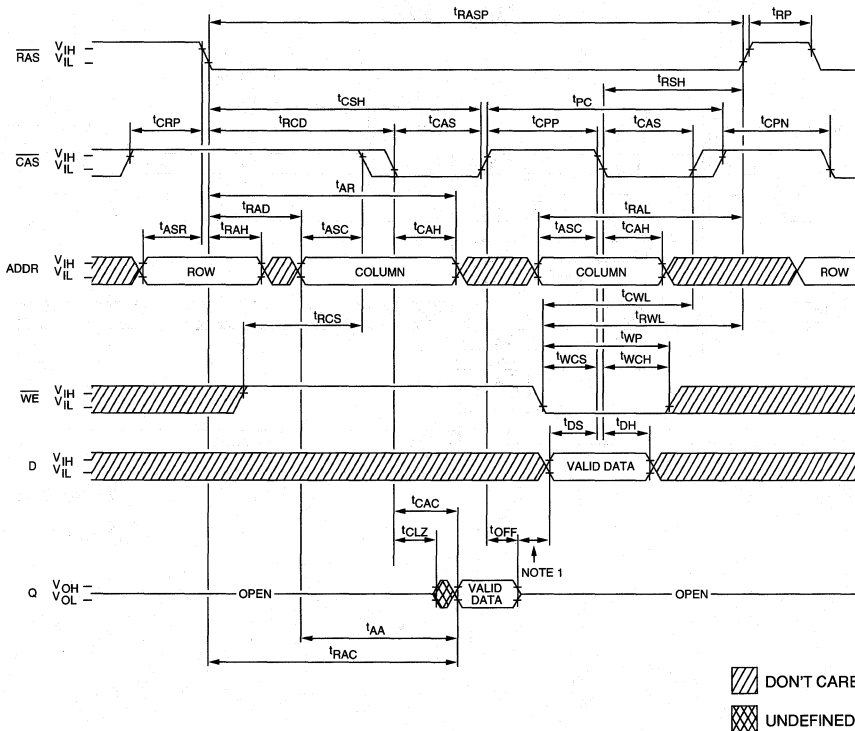 tRASP
tRP
RAS VIH
VIL
tRSH
tCSH
tPC
tCRP tRCD tCAS tCPP tCAS tCPN
CAS VIH
VIL
tAR
tRAD tRAL
tASR tRAH tASC tCAH tASC tCAH
ADDR VIH
VIL
ROW COLUMN COLUMN ROW
tCWL
tRCS tRWL
tWP
tWCS tWCH
WE VIH
VIL
tDS tDH
D VIH
VIL
VALID DATA
tCAC
tCLZ tOFF
NOTE 1
Q VOH
VOL
OPEN VALID DATA OPEN
tAA
tRAC
DON'T CARE
UNDEFINED